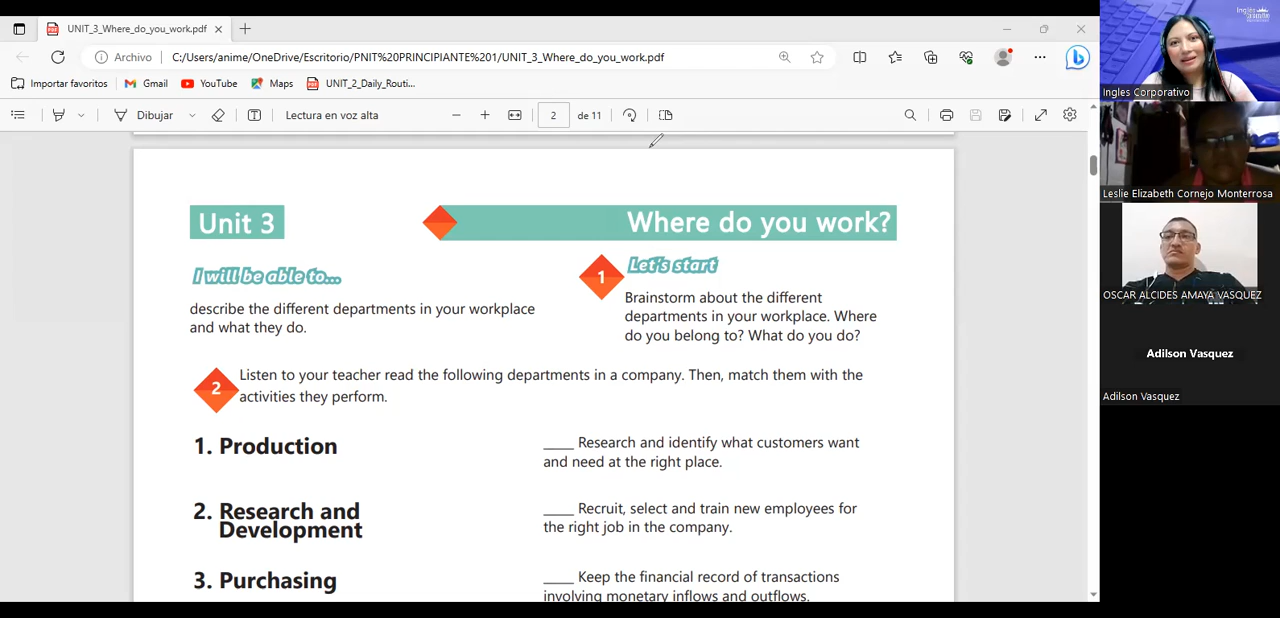 UNIT_3_Where do you work.pdf
Archivo
C:/Users/anime/OneDrive/Escritorio/PNIT%20PRINCIPIANTE%201/UNIT_3_Where_do_you_work.pdf
Importar favoritos
Gmail
YouTube
Maps
UNIT_2_Daily_Routi...
Dibujar
Lectura en voz alta
2
de 11
Unit 3
Where do you work?
I will be able to...
describe the different departments in your workplace
and what they do.
1
Let's start
Brainstorm about the different
departments in your workplace. Where
do you belong to? What do you do?
2
Listen to your teacher read the following departments in a company. Then, match them with the
activities they perform.
1. Production
____ Research and identify what customers want
and need at the right place.
2. Research and
Development
____ Recruit, select and train new employees for
the right job in the company.
3. Purchasing
____ Keep the financial record of transactions
involving monetary inflows and outflows.
Ingles Corporativo
Leslie Elizabeth Cornejo Monterrosa
OSCAR ALCIDES AMAYA VASQUEZ
Adilson Vasquez
Adilson Vasquez